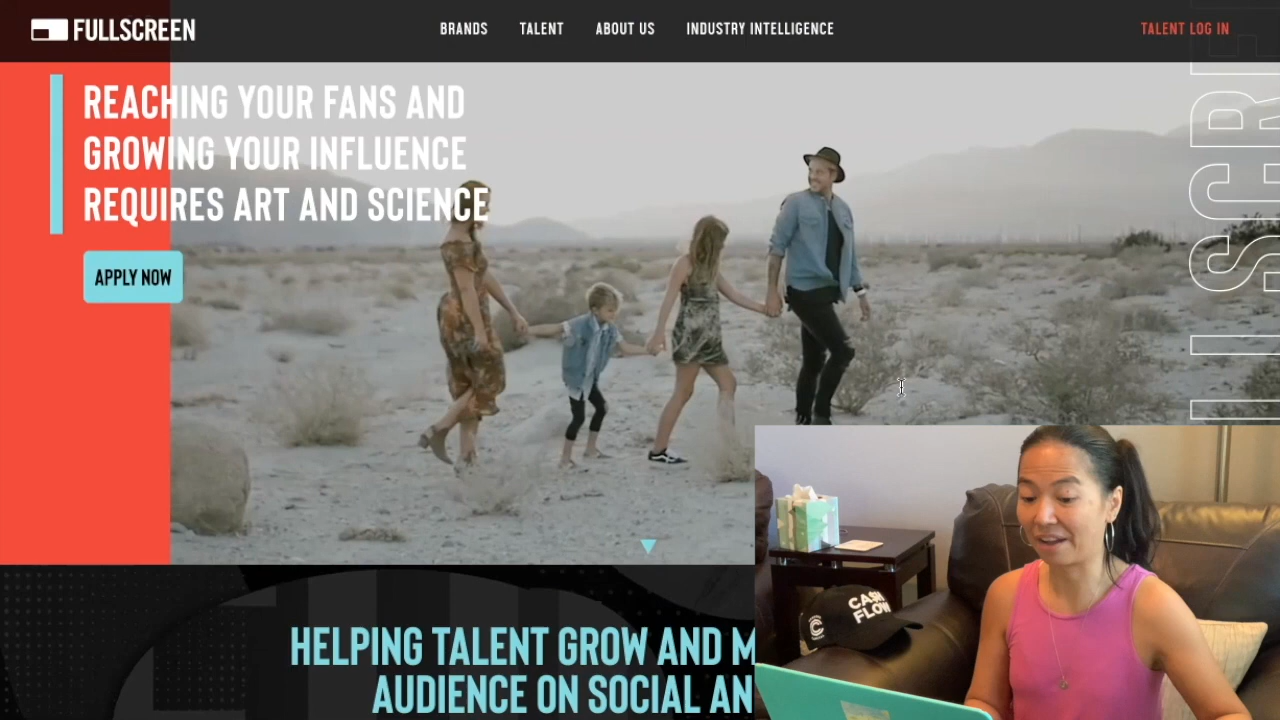 FULLSCREEN
BRANDS TALENT ABOUT US INDUSTRY INTELLIGENCE
TALENT LOG IN
REACHING YOUR FANS AND
GROWING YOUR INFLUENCE
REQUIRES ART AND SCIENCE
APPLY NOW
HELPING TALENT GROW AND M
AUDIENCE ON SOCIAL AN
CA$H
FLOW